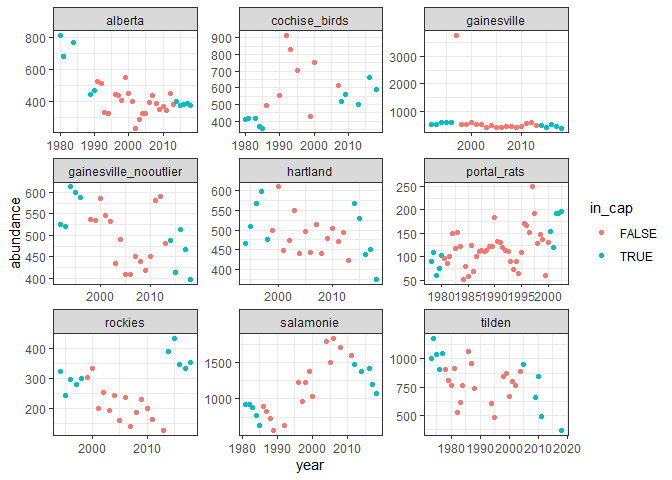 alberta cochise_birds gainesville
800 900 3000
800
600 700 2000
600
400 500 1000
400
1980 1990 2000 2010 1980 1990 2000 2010 2000 2010
gainesville_nooutlier hartland portal_rats
600 600 250
550 550 200
500 500 150
450 450 100
400 400 50
2000 2010 2000 2010 1980 1985 1990 1995 2000
rockies salamonie tilden
400 1500 1000
300 750
200 1000 500
2000 2010 1980 1990 2000 2010 1980 1990 2000 2010 2020
abundance
year
in_cap
FALSE
TRUE